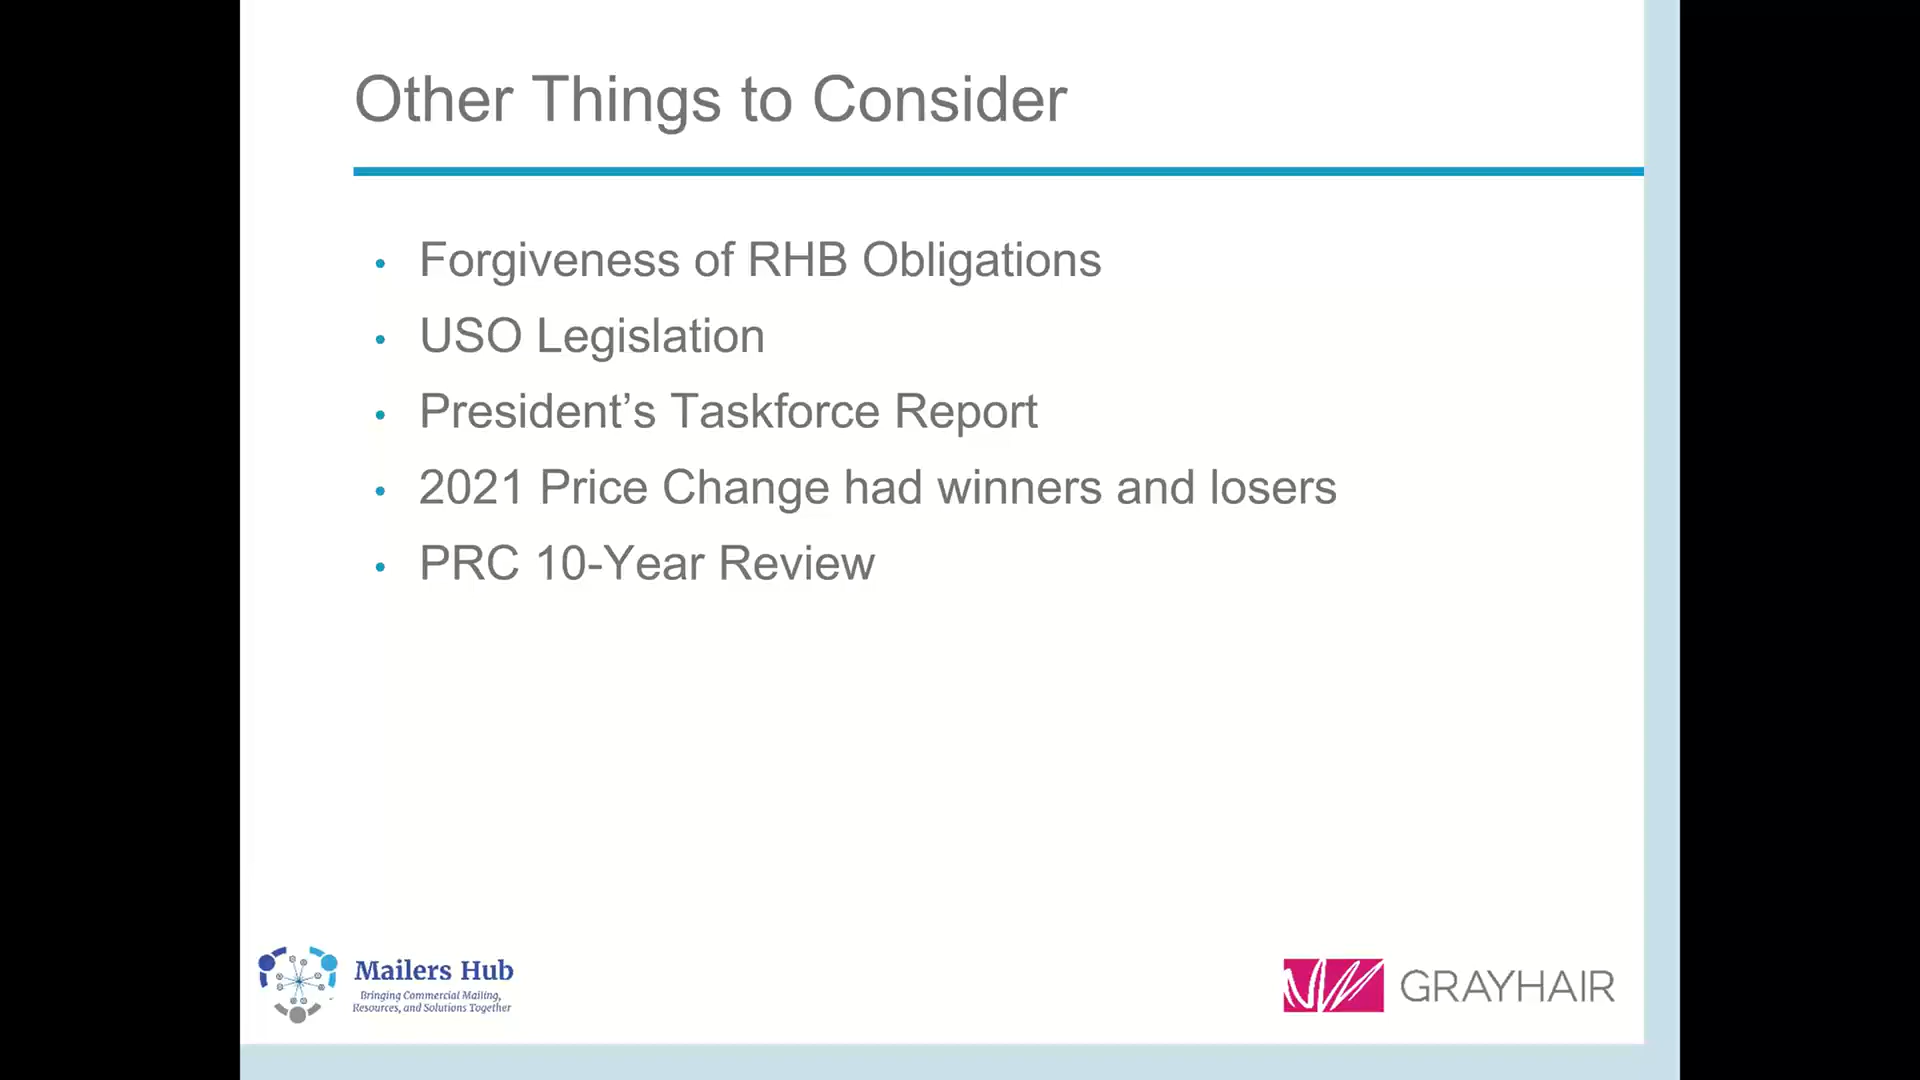 Other Things to Consider
• Forgiveness of RHB Obligations
• USO Legislation
• President’s Taskforce Report
• 2021 Price Change had winners and losers
• PRC 10-Year Review
Mailers Hub
Bringing Commercial Mailing,
Resources, and Solutions Together
GRAYHAIR